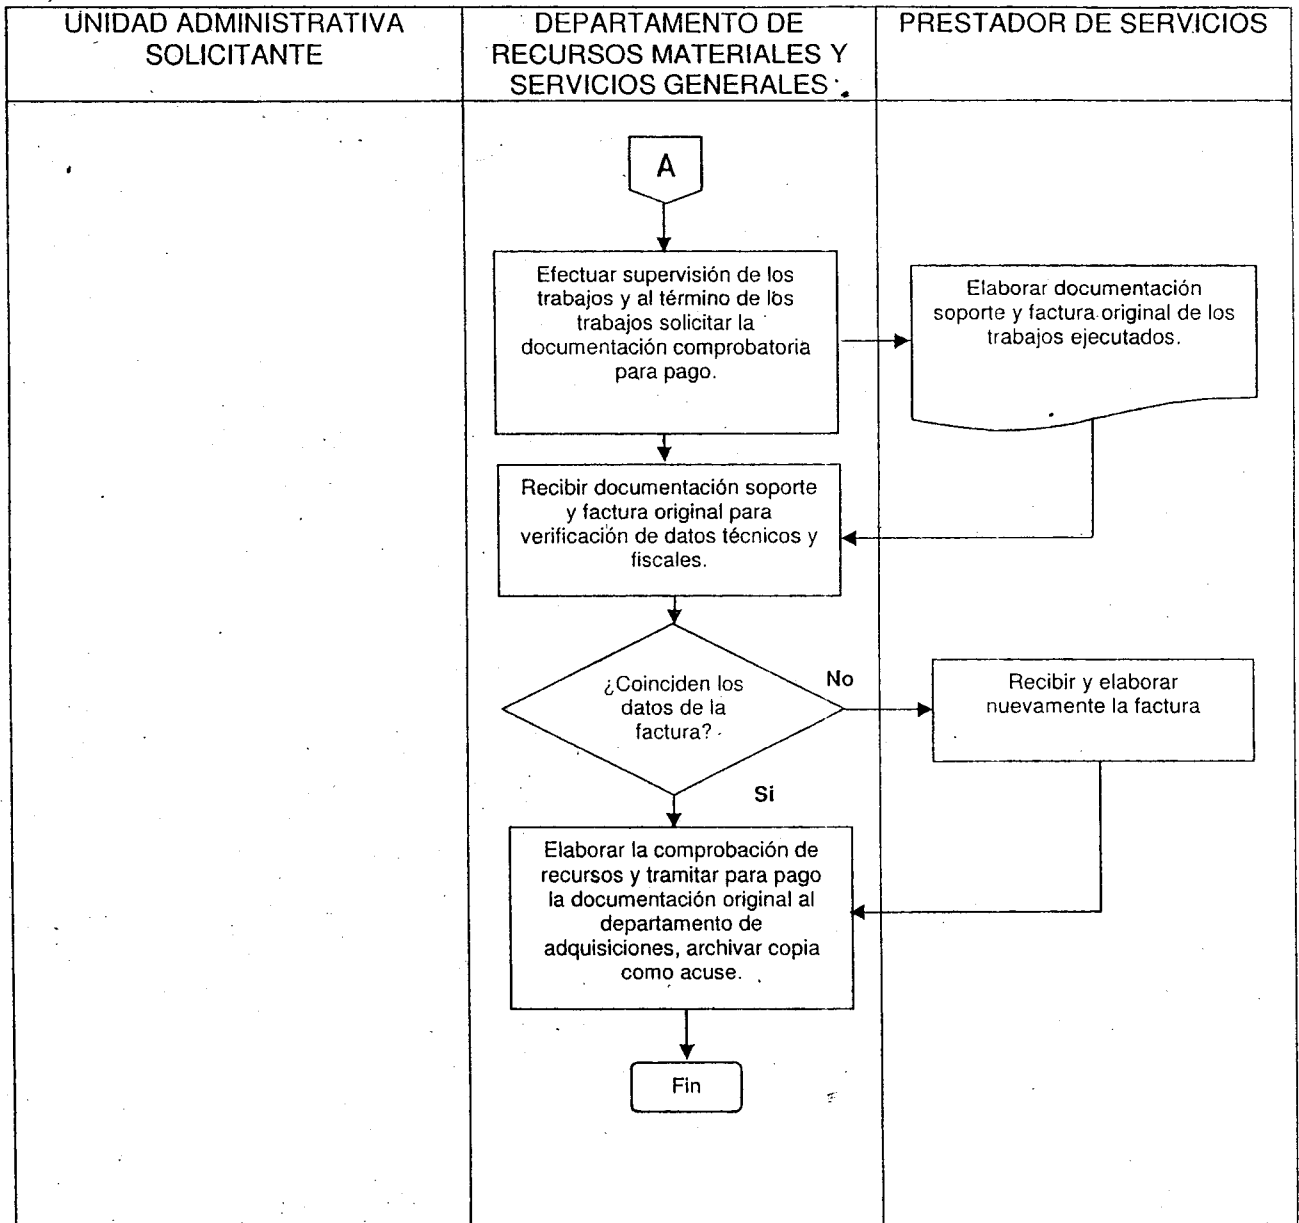 UNIDAD ADMINISTRATIVA
SOLICITANTE
DEPARTAMENTO DE
RECURSOS MATERIALES Y
SERVICIOS GENERALES
PRESTADOR DE SERVICIOS
A
Efectuar supervisión de los
trabajos y al término de los
trabajos solicitar la
documentación comprobatoria
para pago.
Elaborar documentación
soporte y factura original de los
trabajos ejecutados.
Recibir documentación soporte
y factura original para
verificación de datos técnicos y
fiscales.
¿Coinciden los
datos de la
factura?
No
Recibir y elaborar
nuevamente la factura
Si
Elaborar la comprobación de
recursos y tramitar para pago
la documentación original al
departamento de
adquisiciones, archivar copia
como acuse.
Fin